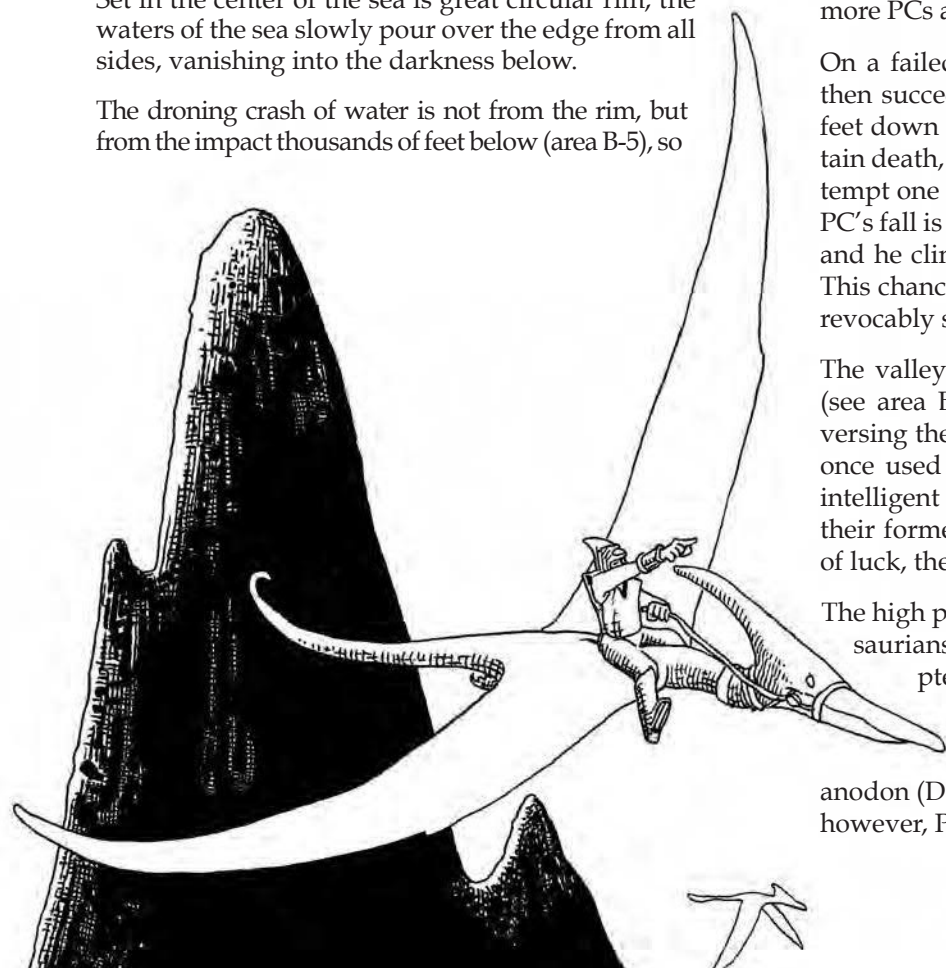 Set in the center of the sea is great circular rim, the
waters of the sea slowly pour over the edge from all
sides, vanishing into the darkness below.
The droning crash of water is not from the rim, but
from the impact thousands of feet below (area B-5), so
more PCs a
On a failed
then succe
feet down
tain death,
tempt one
PC's fall is
and he clim
This chanc
revocably s
The valley
(see area B
versing the
once used
intelligent
their forme
of luck, the
The high p
saurians
pte
anodon (D
however, P